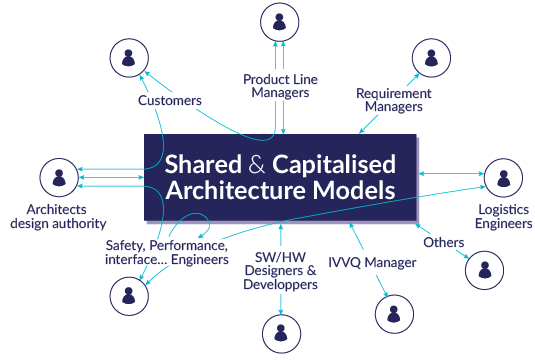 Product Line
Managers
Customers
Requirement
Managers
Shared & Capitalised
Architecture Models
Architects
design authority
Logistics
Engineers
Safety, Performance,
interface... Engineers
SW/HW
Designers &
Developpers
IVVQ Manager
Others